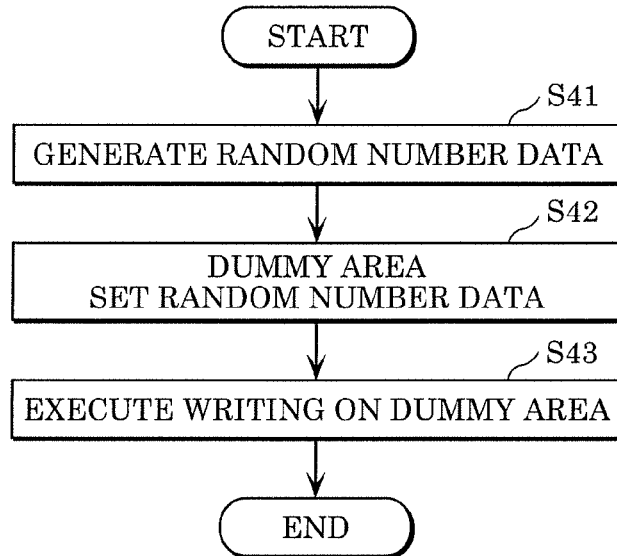 START
S41
GENERATE RANDOM NUMBER DATA
S42
DUMMY AREA
SET RANDOM NUMBER DATA
S43
EXECUTE WRITING ON DUMMY AREA
END